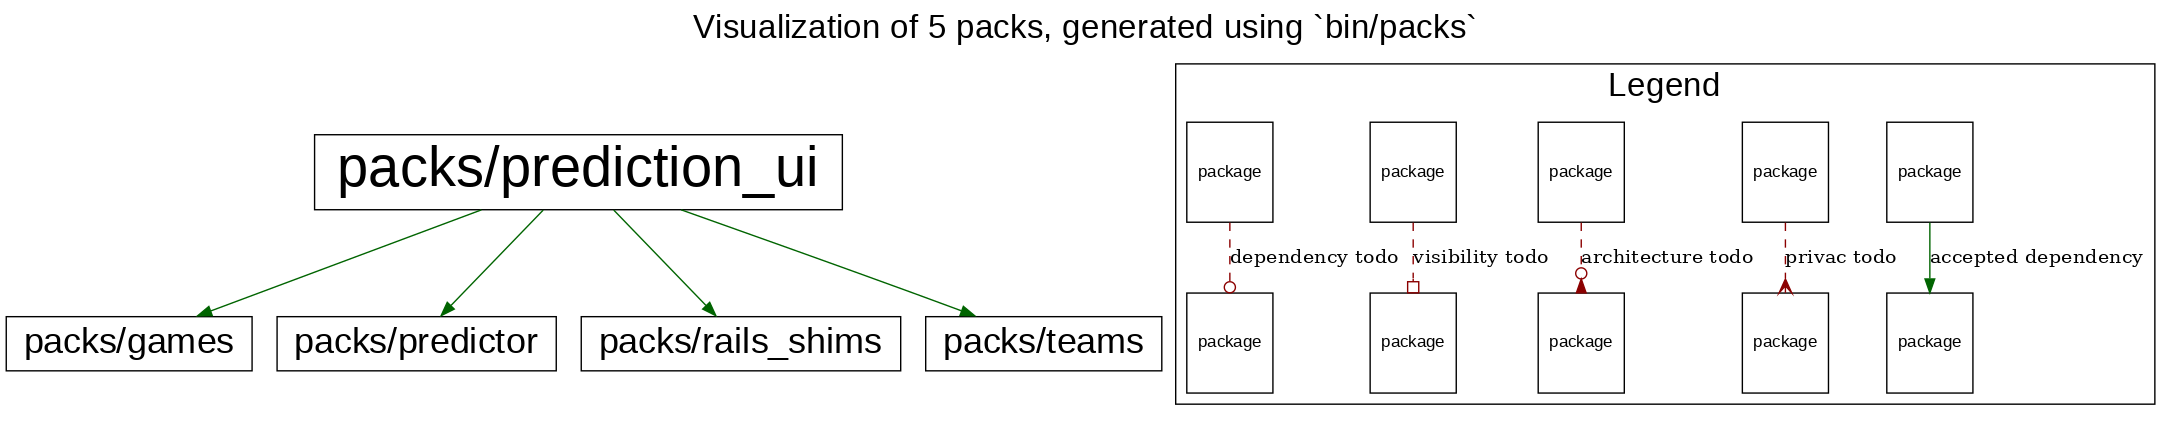 Visualization of 5 packs, generated using `bin/packs`
packs/prediction_ui
packs/games
packs/predictor
packs/rails_shims
packs/teams
Legend
package
package
package
package
package
dependency todo
visibility todo
architecture todo
privac todo
accepted dependency
package
package
package
package
package